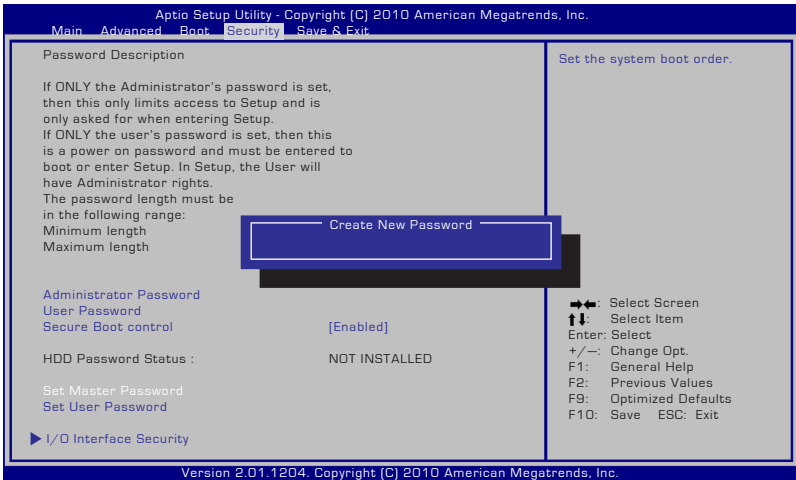 Aptio Setup Utility - Copyright (C) 2010 American Megatrends, Inc.
Main Advanced Boot Security Save & Exit
Password Description
If ONLY the Administrator's password is set,
then this only limits access to Setup and is
only asked for when entering Setup.
If ONLY the user's password is set, then this
is a power on password and must be entered to
boot or enter Setup. In Setup, the User will
have Administrator rights.
The password length must be
in the following range:
Minimum length
Maximum length
Create New Password
Administrator Password
User Password
Secure Boot control [Enabled]
HDD Password Status : NOT INSTALLED
Set Master Password
Set User Password
I/O Interface Security
Set the system boot order.
→←: Select Screen
↑↓: Select Item
Enter: Select
+/—: Change Opt.
F1: General Help
F2: Previous Values
F9: Optimized Defaults
F10: Save ESC: Exit
Version 2.01.1204. Copyright (C) 2010 American Megatrends, Inc.